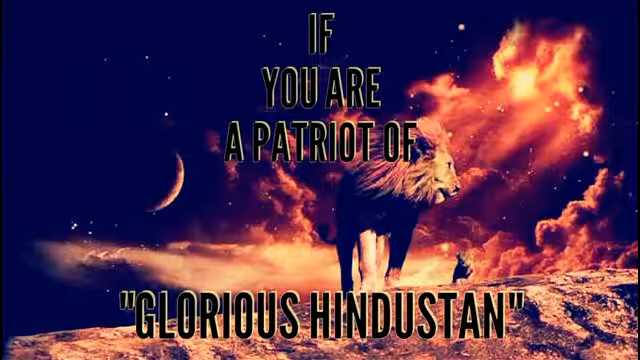 IF
YOU ARE
A PATRIOT OF
"GLORIOUS HINDUSTAN"